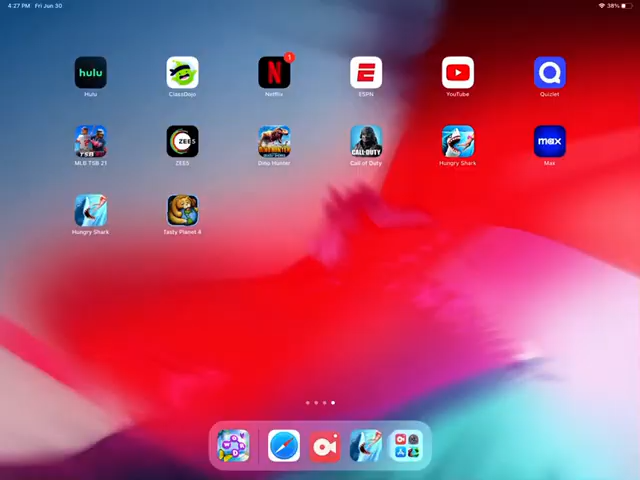 4:27 PM Fri Jun 30
38%
hulu
N
1
E
Q
Hulu
ClassDojo
Netflix
ESPN
YouTube
Quizlet
TSB
ZEE5
CALL OF DUTY
max
MLB TSB 21
ZEE5
Dino Hunter
Call of Duty
Hungry Shark
Max
Hungry Shark
Tasty Planet 4